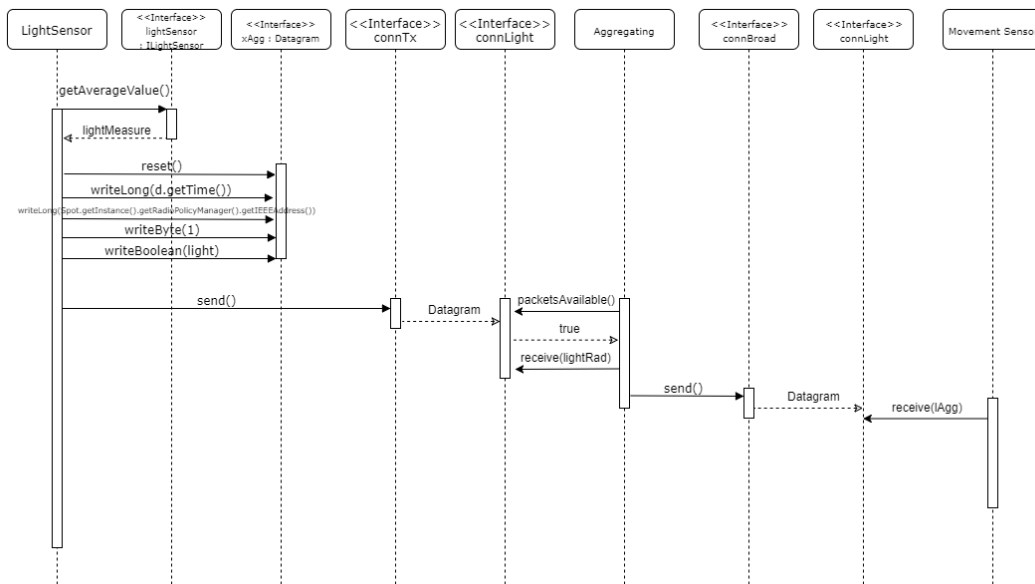 LightSensor
<<Interface>>
lightSensor
: ILightSensor
<<Interface>>
xAgg : Datagram
<<Interface>>
connTx
<<Interface>>
connLight
Aggregating
<<Interface>>
connBroad
<<Interface>>
connLight
Movement Senso
getAverageValue()
lightMeasure
reset()
writeLong(d.getTime())
writeLong(Spot.getInstance().getRadioPolicyManager().getIEEEAddress())
writeByte(1)
writeBoolean(light)
send()
Datagram
packetsAvailable()
true
receive(lightRad)
send()
Datagram
receive(lAgg)